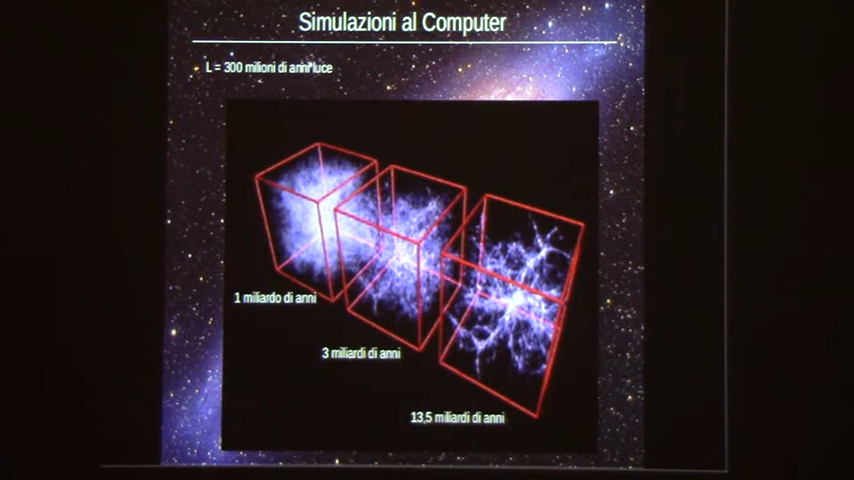 Simulazioni al Computer
L = 300 milioni di anni luce
1 miliardo di anni
3 miliardi di anni
13,5 miliardi di anni